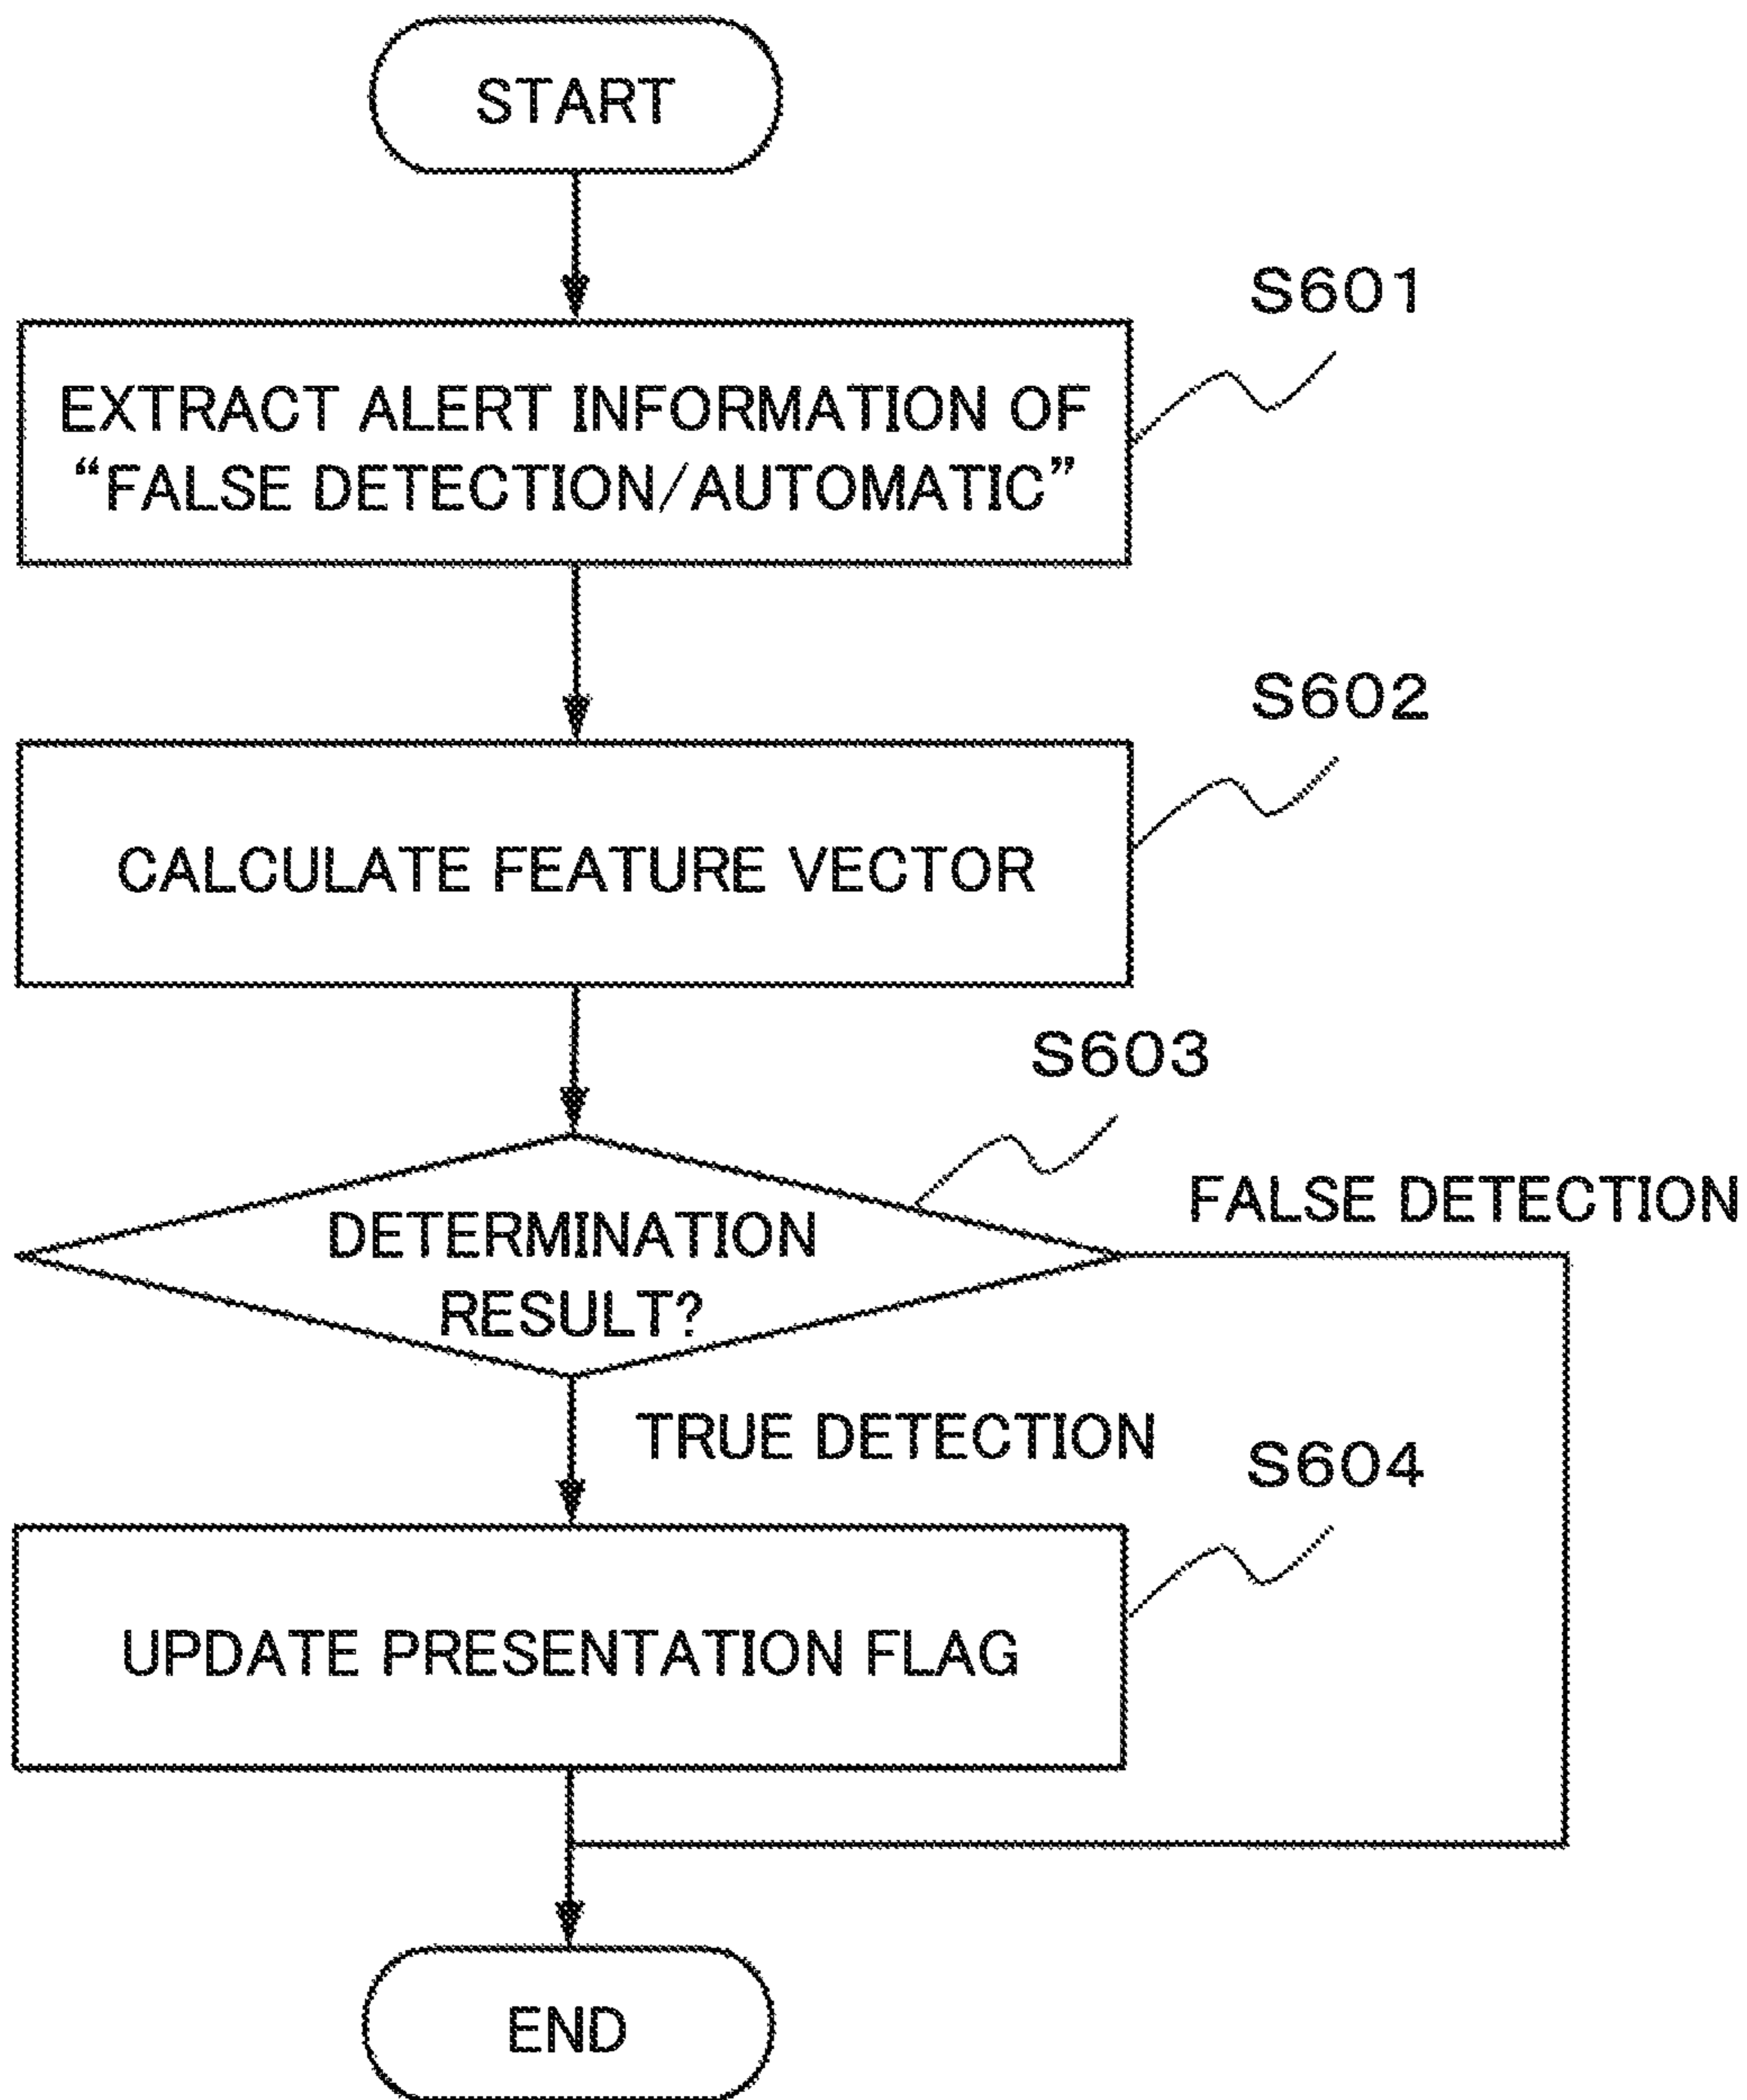 START
S601
EXTRACT ALERT INFORMATION OF
“FALSE DETECTION/AUTOMATIC”
S602
CALCULATE FEATURE VECTOR
S603
FALSE DETECTION
DETERMINATION
RESULT?
TRUE DETECTION
S604
UPDATE PRESENTATION FLAG
END